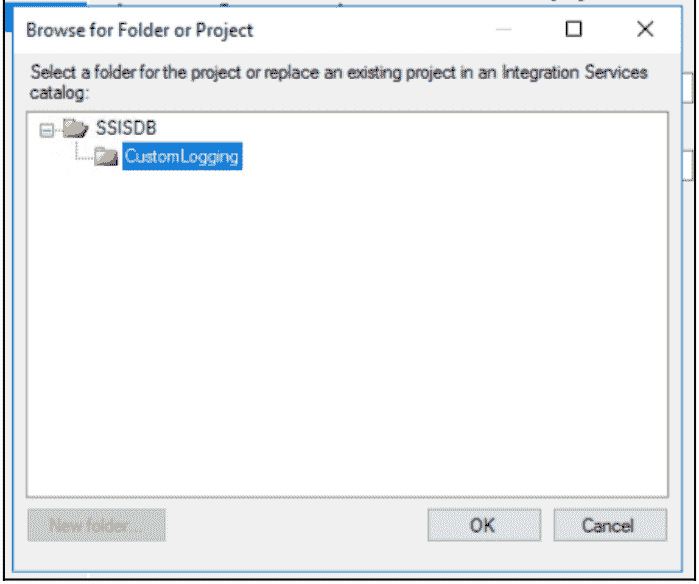 Browse for Folder or Project
Select a folder for the project or replace an existing project in an Integration Services
catalog:
SSISDB
CustomLogging
New folder...
OK
Cancel